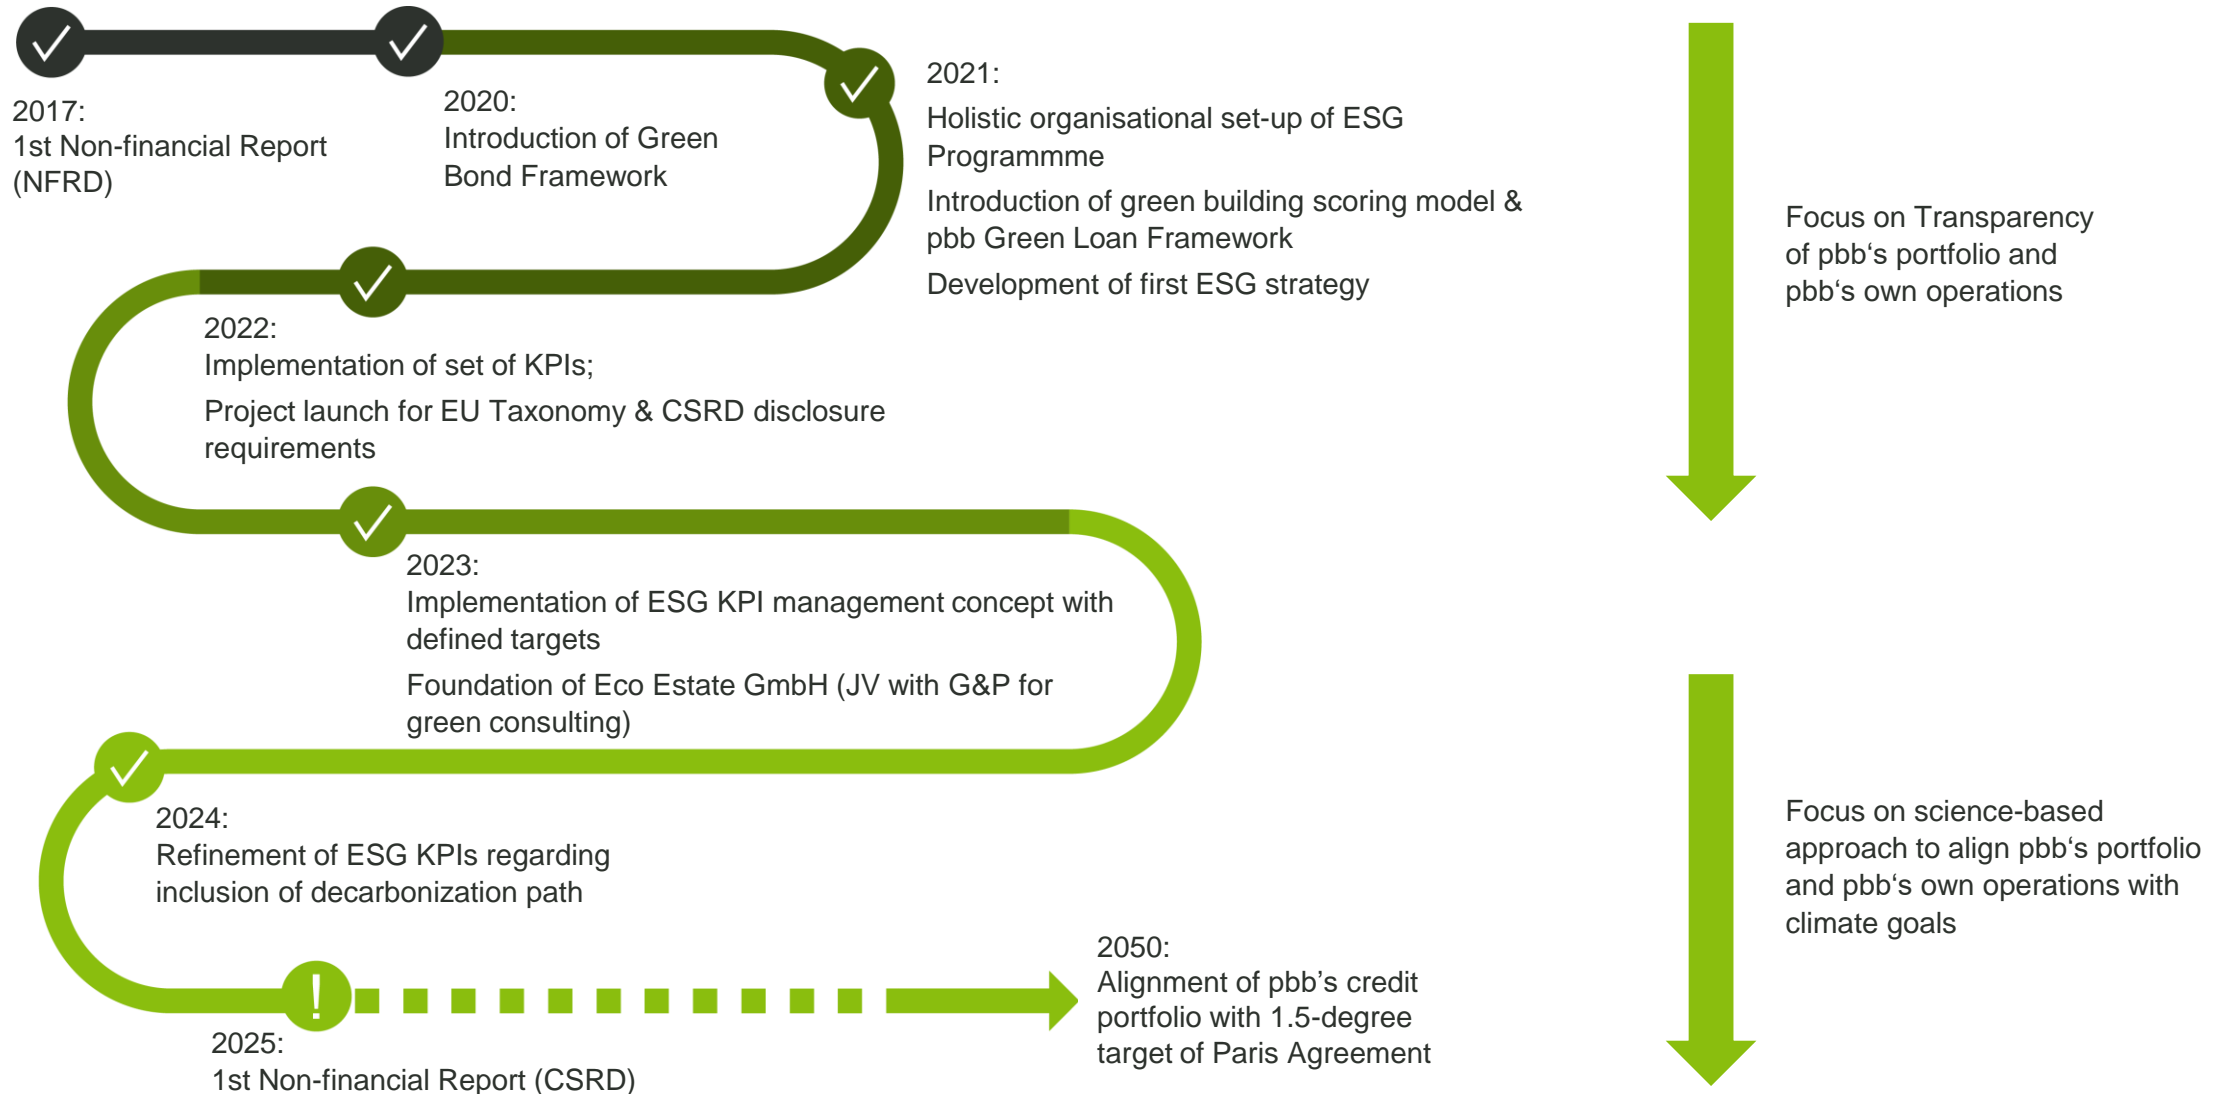 2017:
1st Non-financial Report
(NFRD)
2020:
Introduction of Green
Bond Framework
2021:
Holistic organisational set-up of ESG
Programmme
Introduction of green building scoring model &
pbb Green Loan Framework
Development of first ESG strategy
2022:
Implementation of set of KPIs;
Project launch for EU Taxonomy & CSRD disclosure
requirements
2023:
Implementation of ESG KPI management concept with
defined targets
Foundation of Eco Estate GmbH (JV with G&P for
green consulting)
2024:
Refinement of ESG KPIs regarding
inclusion of decarbonization path
!
2025:
1st Non-financial Report (CSRD)
2050:
Alignment of pbb’s credit
portfolio with 1.5-degree
target of Paris Agreement
Focus on Transparency
of pbb‘s portfolio and
pbb‘s own operations
Focus on science-based
approach to align pbb‘s portfolio
and pbb‘s own operations with
climate goals